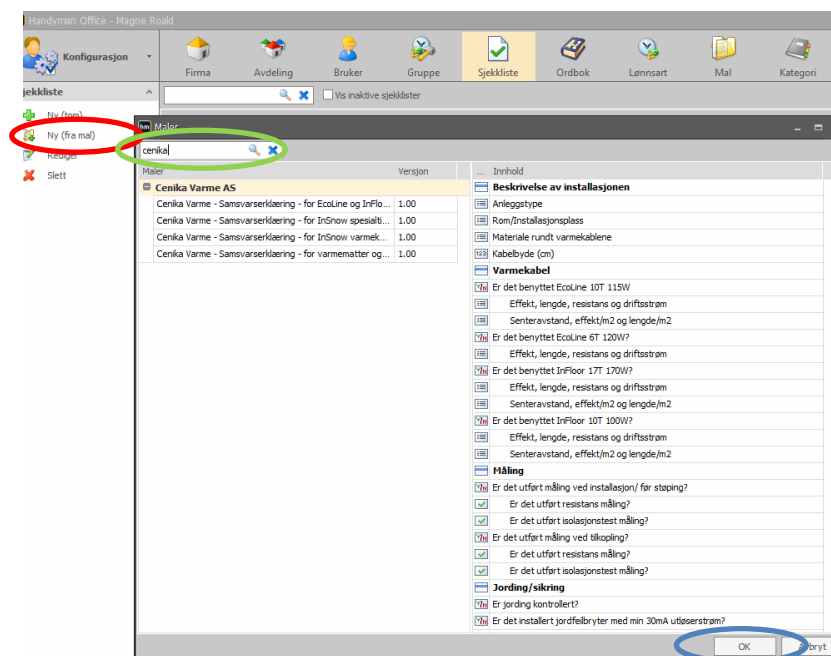 Handyman Office - Magne Roald
Konfigurasjon
Firma
Avdeling
Bruker
Gruppe
Sjekkliste
Ordbok
Lønnsart
Mal
Kategori
jekkliste
Vis inaktive sjekklister
Ny (tom)
Ny (fra mal)
Rediger
Slett
hm Maler
cenika
Maler Versjon
Cenika Varme AS
Cenika Varme - Samsvarserklæring - for EcoLine og InFlo... 1.00
Cenika Varme - Samsvarserklæring - for InSnow spesialti... 1.00
Cenika Varme - Samsvarserklæring - for InSnow varmek... 1.00
Cenika Varme - Samsvarserklæring - for varmematter og... 1.00
... Innhold
Beskrivelse av installasjonen
Anleggstype
Rom/Installasjonsplass
Materiale rundt varmekablene
123 Kabelbyde (cm)
Varmekabel
Y/N Er det benyttet EcoLine 10T 115W
Effekt, lengde, resistans og driftsstrøm
Senteravstand, effekt/m2 og lengde/m2
Y/N Er det benyttet EcoLine 6T 120W?
Effekt, lengde, resistans og driftsstrøm
Y/N Er det benyttet InFloor 17T 170W?
Effekt, lengde, resistans og driftsstrøm
Senteravstand, effekt/m2 og lengde/m2
Y/N Er det benyttet InFloor 10T 100W?
Effekt, lengde, resistans og driftsstrøm
Senteravstand, effekt/m2 og lengde/m2
Måling
Y/N Er det utført måling ved installasjon/ før støping?
Er det utført resistans måling?
Er det utført isolasjonstest måling?
Y/N Er det utført måling ved tilkopling?
Er det utført resistans måling?
Er det utført isolasjonstest måling?
Jording/sikring
Y/N Er jording kontrollert?
Y/N Er det installert jordfeilbryter med min 30mA utløserstrøm?
OK
Avbryt